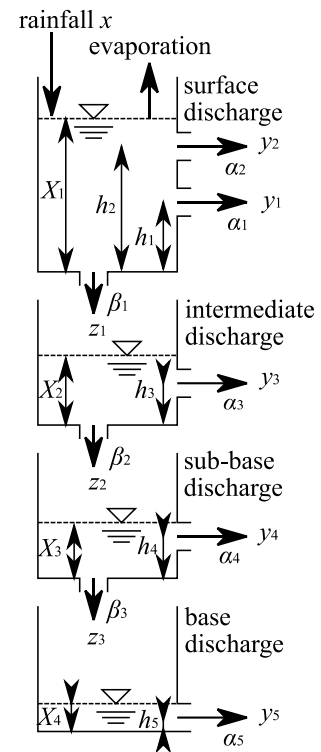 rainfall x
evaporation
surface
discharge
y2
α2
X1
h2
y1
h1
α1
β1
z1
intermediate
discharge
X2
h3
y3
α3
β2
z2
sub-base
discharge
X3
h4
y4
α4
β3
z3
base
discharge
X4
h5
y5
α5